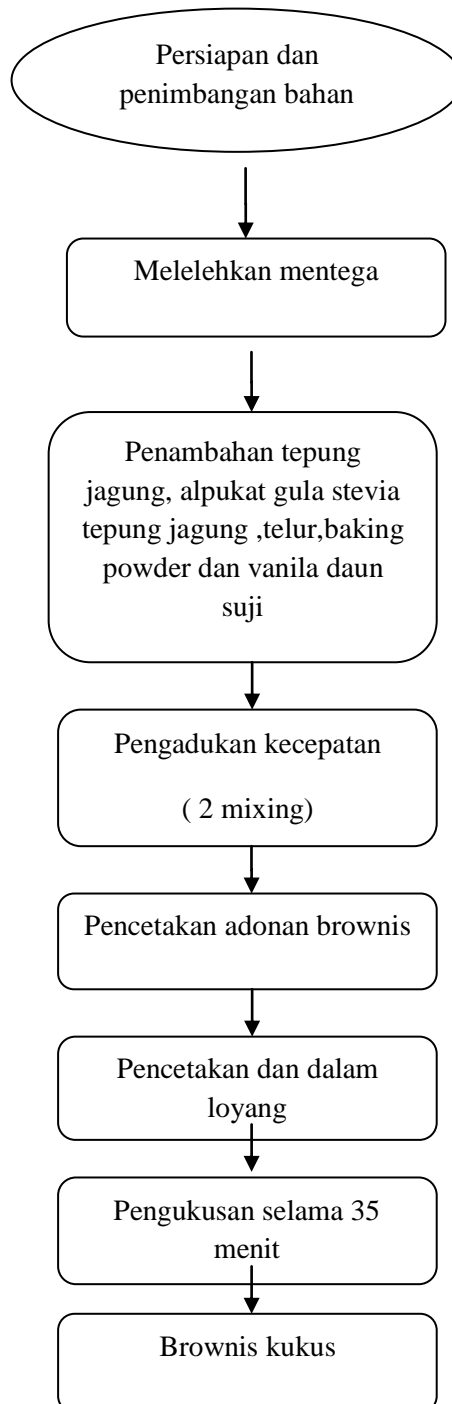 Persiapan dan
penimbangan bahan
Melelehkan mentega
Penambahan tepung
jagung, alpukat gula stevia
tepung jagung ,telur,baking
powder dan vanila daun
suji
Pengadukan kecepatan
( 2 mixing)
Pencetakan adonan brownis
Pencetakan dan dalam
loyang
Pengukusan selama 35
menit
Brownis kukus